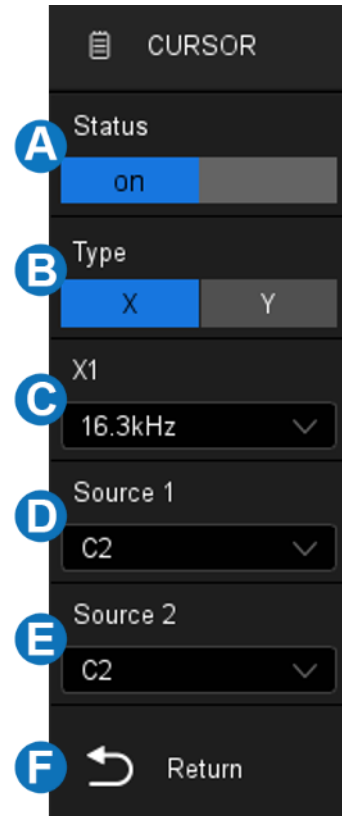 CURSOR
A
Status
on
B
Type
X Y
C
X1
16.3kHz
D
Source 1
C2
E
Source 2
C2
F
Return